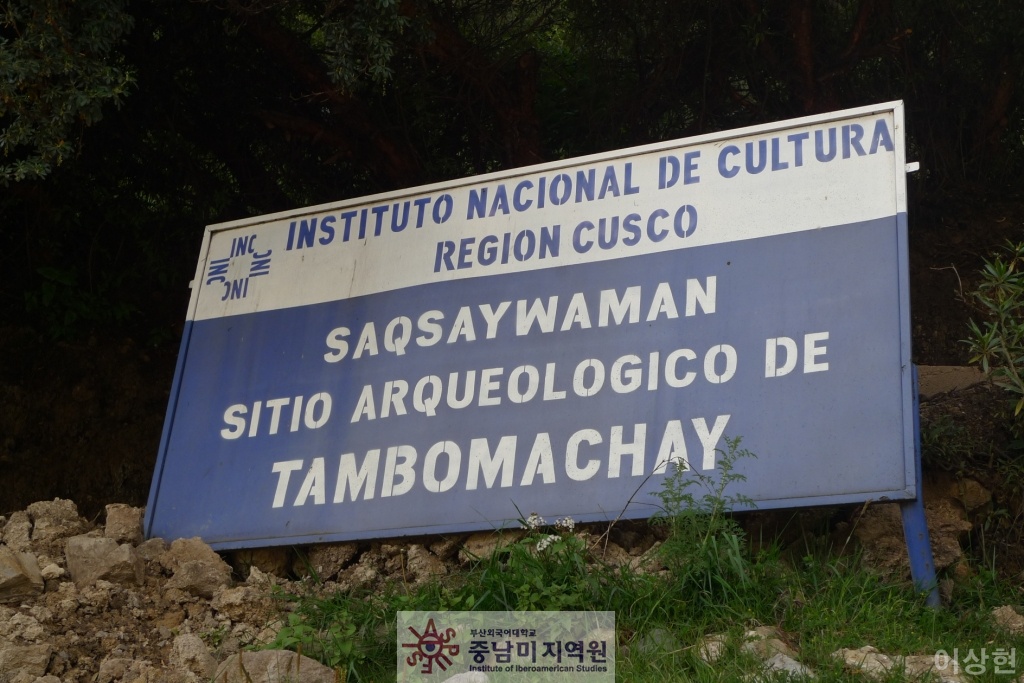 INSTITUTO NACIONAL DE CULTURA
REGION CUSCO
INC
INC
INC
INC
SAQSAYWAMAN
SITIO ARQUEOLOGICO DE
TAMBOMACHAY
부산외국어대학교
중남미지역원
Institute of Iberoamerican Studies
이상현